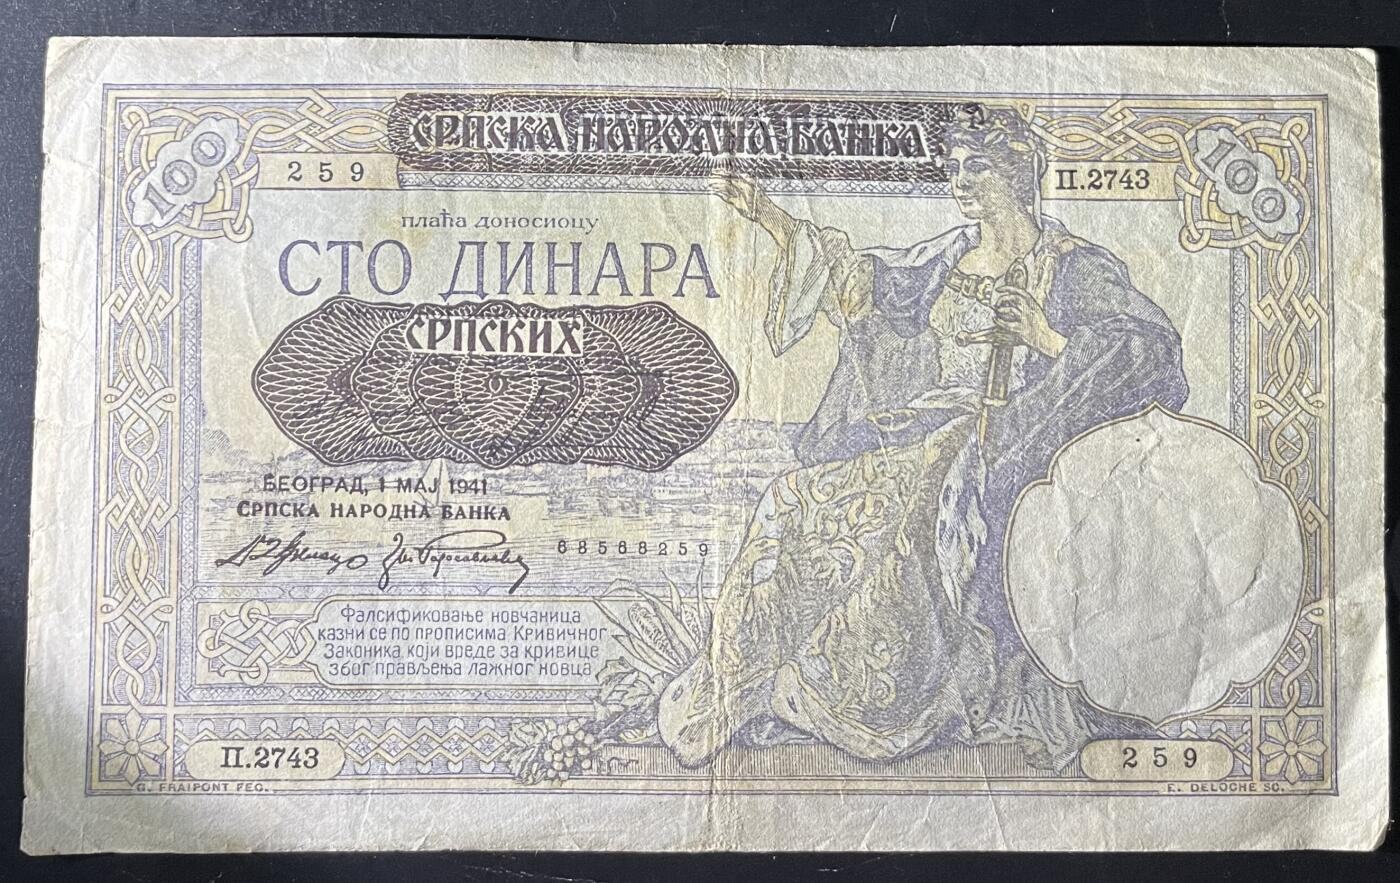 СРПСКА НАРОДНА БАНКА
100
100
259
П.2743
плаћа доносиоцу
СТО ДИНАРА
СРПСКИХ
БЕОГРАД, 1 МАЈ 1941
СРПСКА НАРОДНА БАНКА
68568259
Фалсификовање новчаница
казни се по прописима Кривичног
Законика, који вреде за кривице
због прављења лажног новца
П.2743
259
G. FRAIPONT FEC.
E. DELOCHE SC.